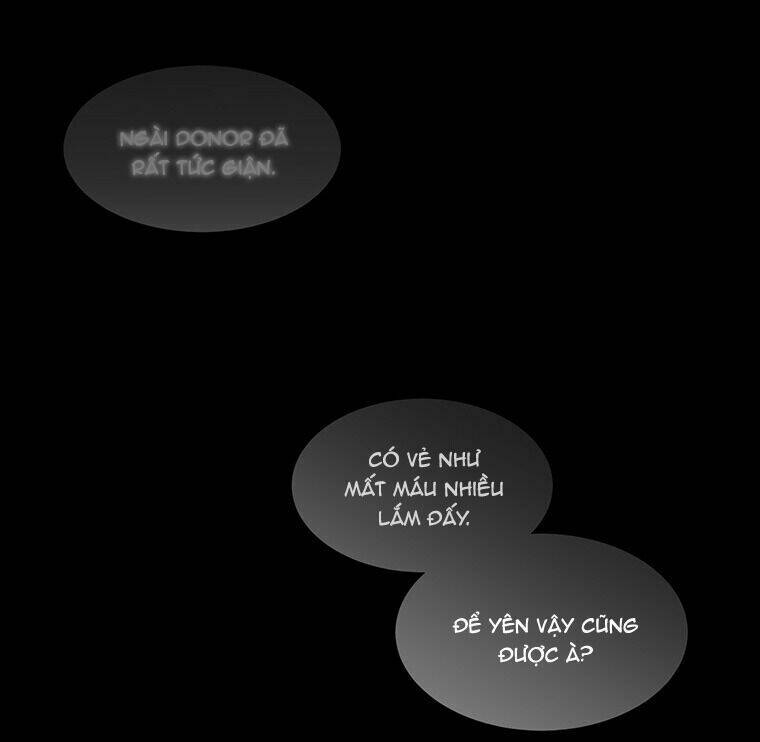 NGÀI DONOR ĐÃ
RẤT TỨC GIẬN.
CÓ VẺ NHƯ
MẤT MÁU NHIỀU
LẮM ĐẤY.
ĐỂ YÊN VẬY CŨNG
ĐƯỢC À?